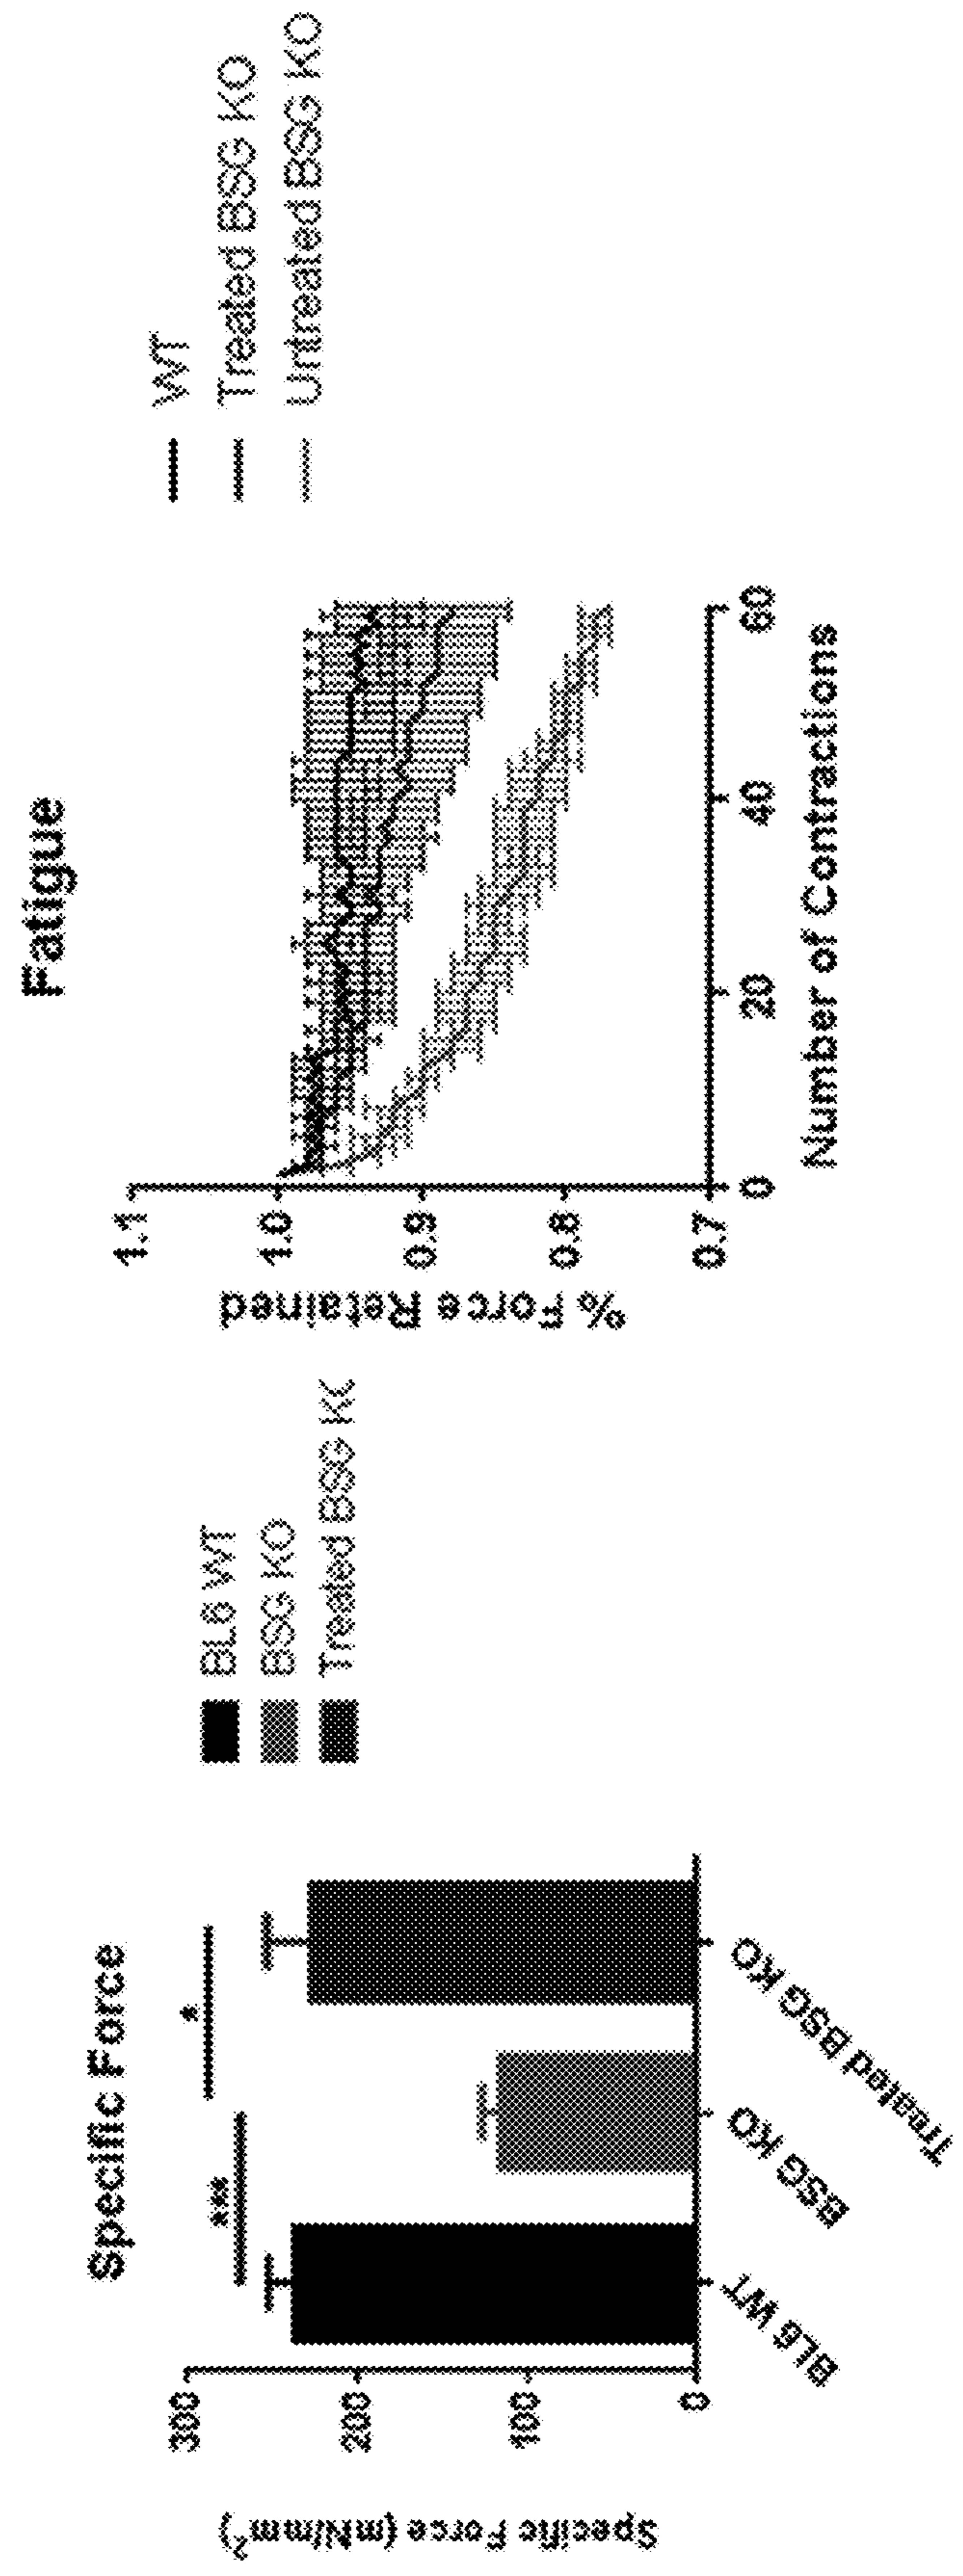 Specific Force
Specific Force (mN/mm²)
300
200
100
0
***
*
BL6 WT
BSG KO
Treated BSG KO
BL6 WT
BSG KO
Treated BSG KC
Fatigue
% Force Retained
1.1
1.0
0.9
0.8
0.7
0
20
40
60
Number of Contractions
WT
Treated BSG KO
Untreated BSG KO